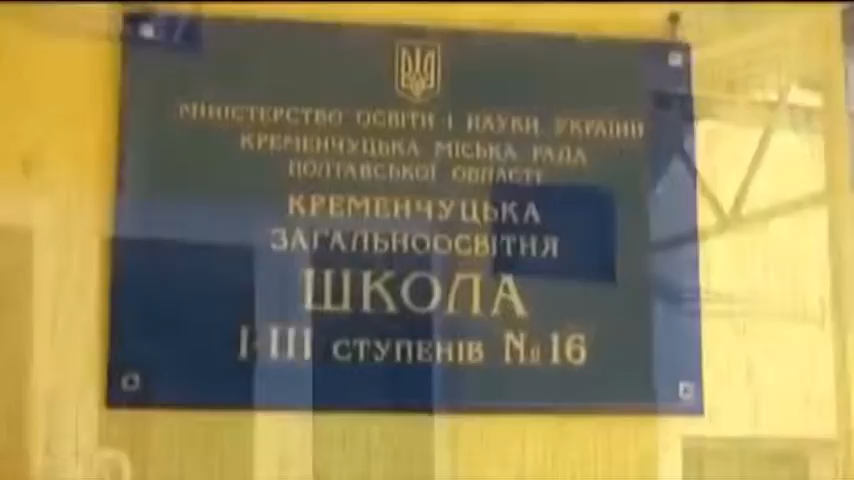 МІНІСТЕРСТВО ОСВІТИ І НАУКИ УКРАЇНИ
КРЕМЕНЧУЦЬКА МІСЬКА РАДА
ПОЛТАВСЬКОЇ ОБЛАСТІ
КРЕМЕНЧУЦЬКА
ЗАГАЛЬНООСВІТНЯ
ШКОЛА
І-ІІІ СТУПЕНІВ №16